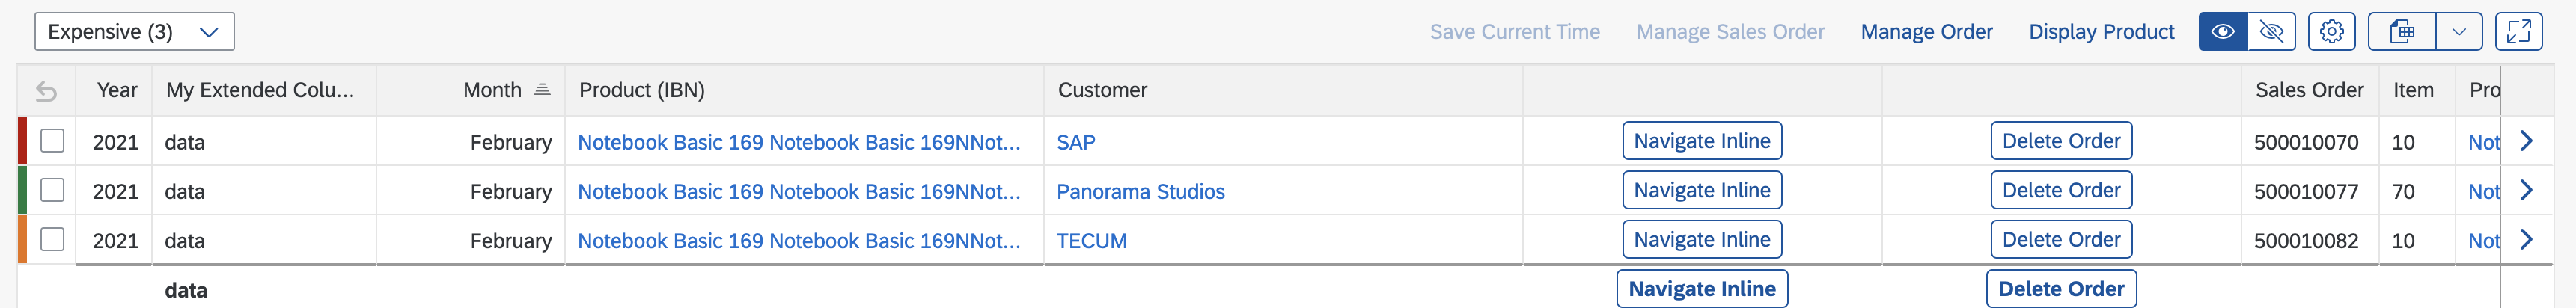 Expensive (3) Save Current Time Manage Sales Order Manage Order Display Product
Year My Extended Colu... Month Product (IBN) Customer Sales Order Item Pro
2021 data February Notebook Basic 169 Notebook Basic 169NNot... SAP Navigate Inline Delete Order 500010070 10 Not
2021 data February Notebook Basic 169 Notebook Basic 169NNot... Panorama Studios Navigate Inline Delete Order 500010077 70 Not
2021 data February Notebook Basic 169 Notebook Basic 169NNot... TECUM Navigate Inline Delete Order 500010082 10 Not
data Navigate Inline Delete Order